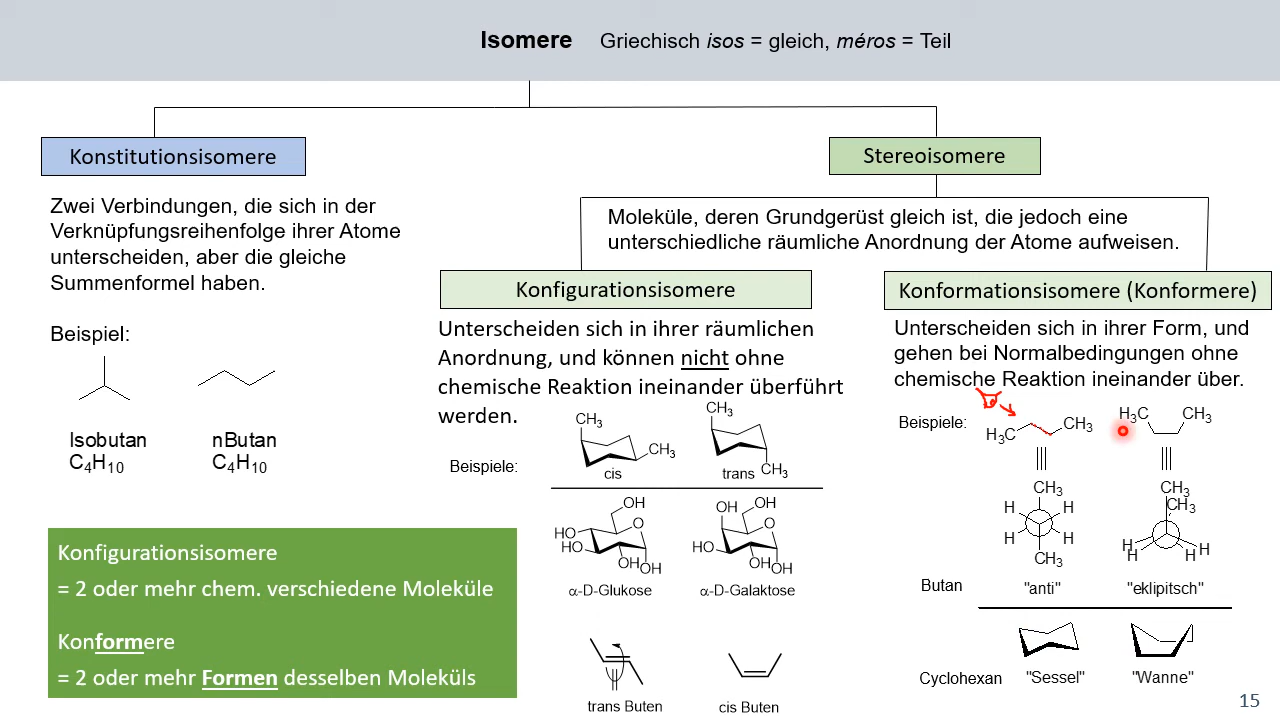 Isomere Griechisch isos = gleich, méros = Teil
Konstitutionsisomere
Zwei Verbindungen, die sich in der
Verknüpfungsreihenfolge ihrer Atome
unterscheiden, aber die gleiche
Summenformel haben.
Beispiel:
Isobutan
C₄H₁₀
nButan
C₄H₁₀
Stereoisomere
Moleküle, deren Grundgerüst gleich ist, die jedoch eine
unterschiedliche räumliche Anordnung der Atome aufweisen.
Konfigurationsisomere
Unterscheiden sich in ihrer räumlichen
Anordnung, und können nicht ohne
chemische Reaktion ineinander überführt
werden.
Beispiele:
CH₃
CH₃
cis
CH₃
CH₃
trans
OH
HO
HO
O
OH
OH
α-D-Glukose
OH
OH
O
HO
OH
OH
α-D-Galaktose
trans Buten
cis Buten
Konformationsisomere (Konformere)
Unterscheiden sich in ihrer Form, und
gehen bei Normalbedingungen ohne
chemische Reaktion ineinander über.
Beispiele:
H₃C
CH₃
H₃C
CH₃
CH₃
H
H
H
H
CH₃
CH₃
CH₃
H
H
H
H
Butan
"anti"
"eklipitsch"
Cyclohexan
"Sessel"
"Wanne"
Konfigurationsisomere
= 2 oder mehr chem. verschiedene Moleküle
Konformere
= 2 oder mehr Formen desselben Moleküls
15